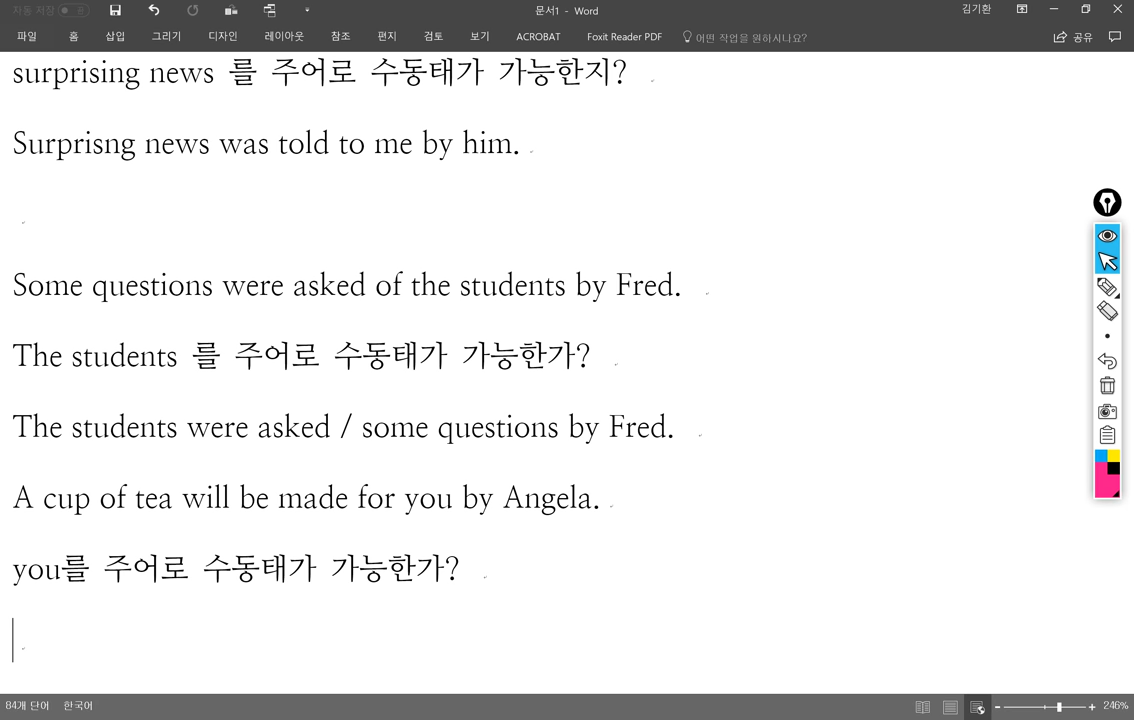 자동 저장
문서1 - Word
김기환
파일 홈 삽입 그리기 디자인 레이아웃 참조 편지 검토 보기 ACROBAT Foxit Reader PDF 어떤 작업을 원하시나요? 공유
surprising news 를 주어로 수동태가 가능한지?
Surprisng news was told to me by him.
Some questions were asked of the students by Fred.
The students 를 주어로 수동태가 가능한가?
The students were asked / some questions by Fred.
A cup of tea will be made for you by Angela.
you를 주어로 수동태가 가능한가?
84개 단어 한국어 246%